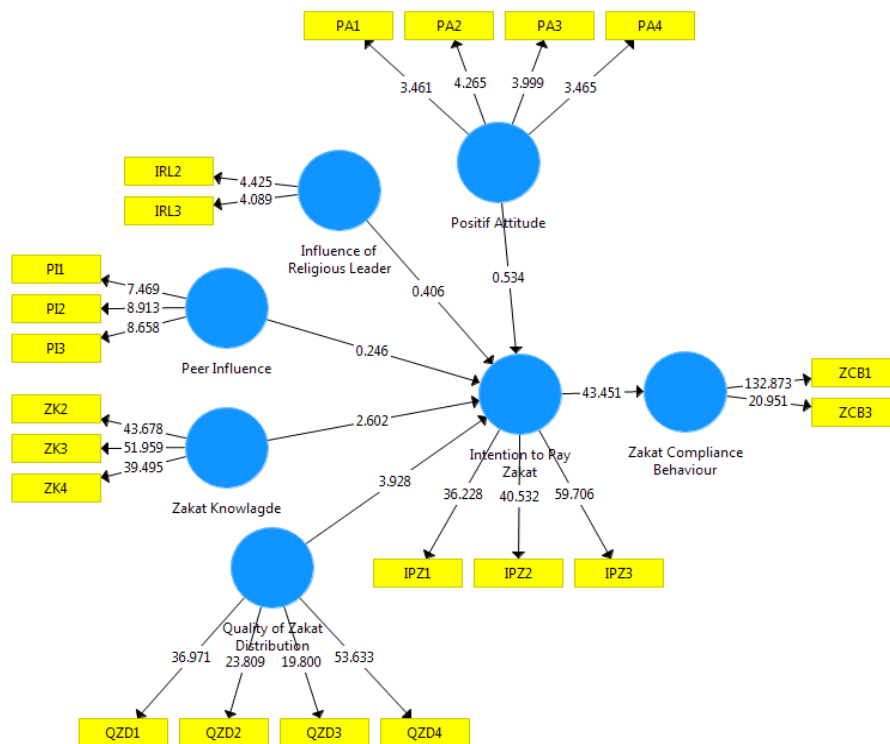 PA1
PA2
PA3
PA4
3.461
4.265
3.999
3.465
Positif Attitude
0.534
IRL2
IRL3
4.425
4.089
Influence of
Religious Leader
0.406
PI1
PI2
PI3
7.469
8.913
8.658
Peer Influence
0.246
ZK2
ZK3
ZK4
43.678
51.959
39.495
Zakat Knowlagde
2.602
Intention to Pay
Zakat
43.451
Zakat Compliance
Behaviour
132.873
20.951
ZCB1
ZCB3
3.928
36.228
40.532
59.706
IPZ1
IPZ2
IPZ3
Quality of Zakat
Distribution
36.971
23.809
19.800
53.633
QZD1
QZD2
QZD3
QZD4